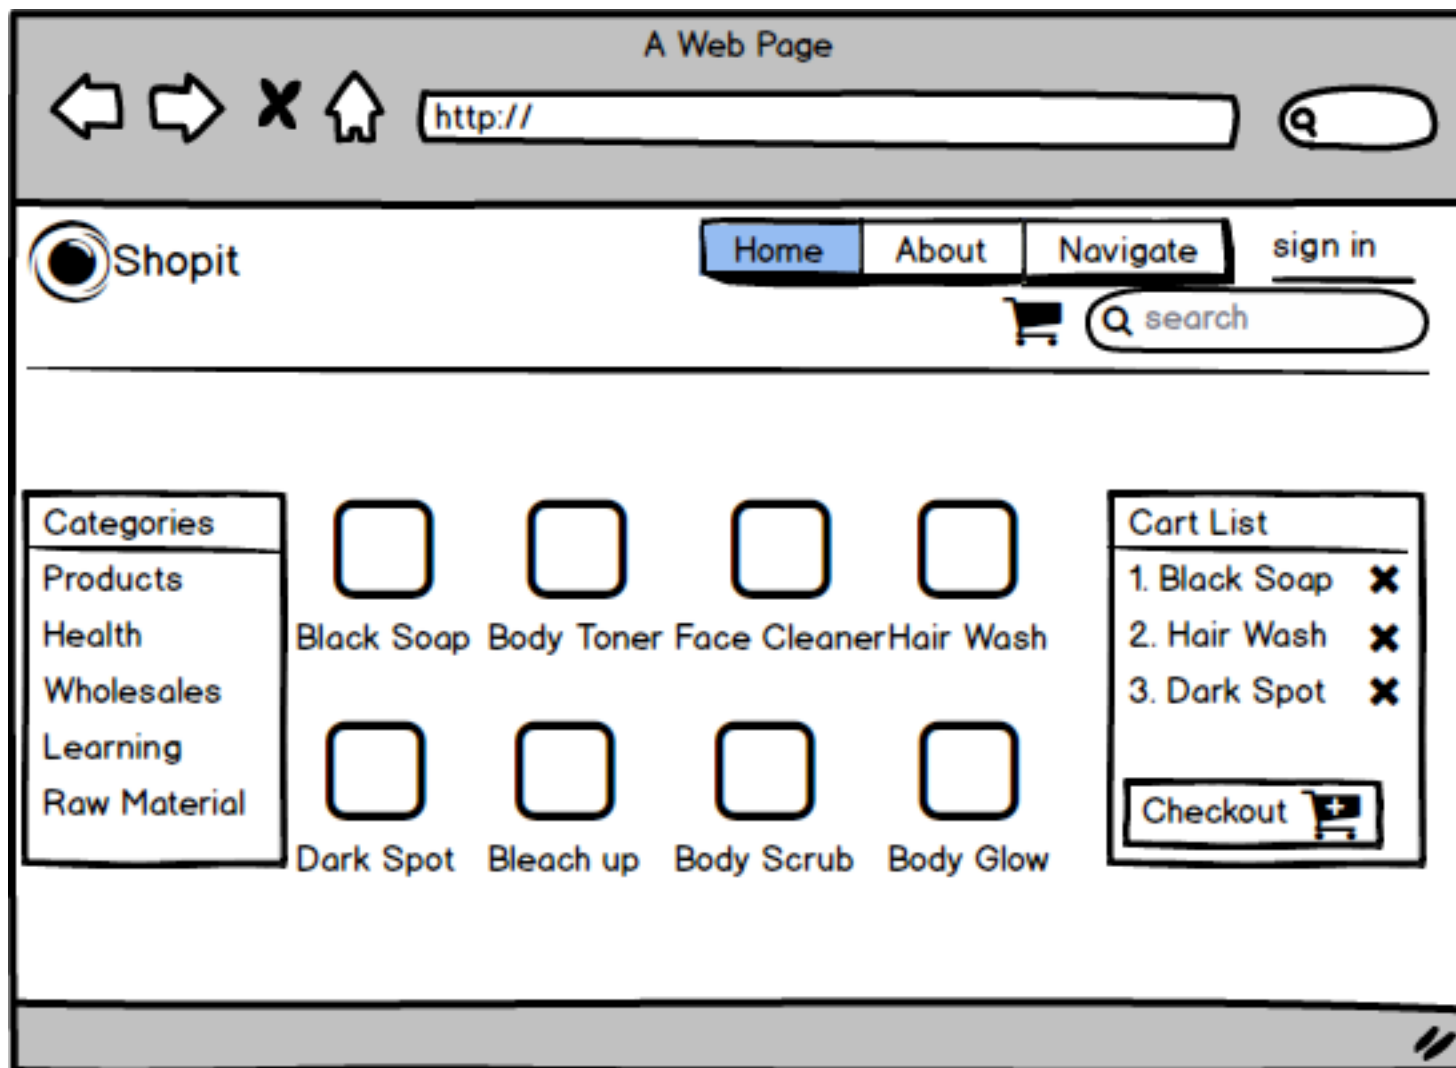 A Web Page
http://
Shopit
Home About Navigate sign in
search
Categories
Products
Health
Wholesales
Learning
Raw Material
Black Soap Body Toner Face Cleaner Hair Wash
Dark Spot Bleach up Body Scrub Body Glow
Cart List
1. Black Soap
2. Hair Wash
3. Dark Spot
Checkout